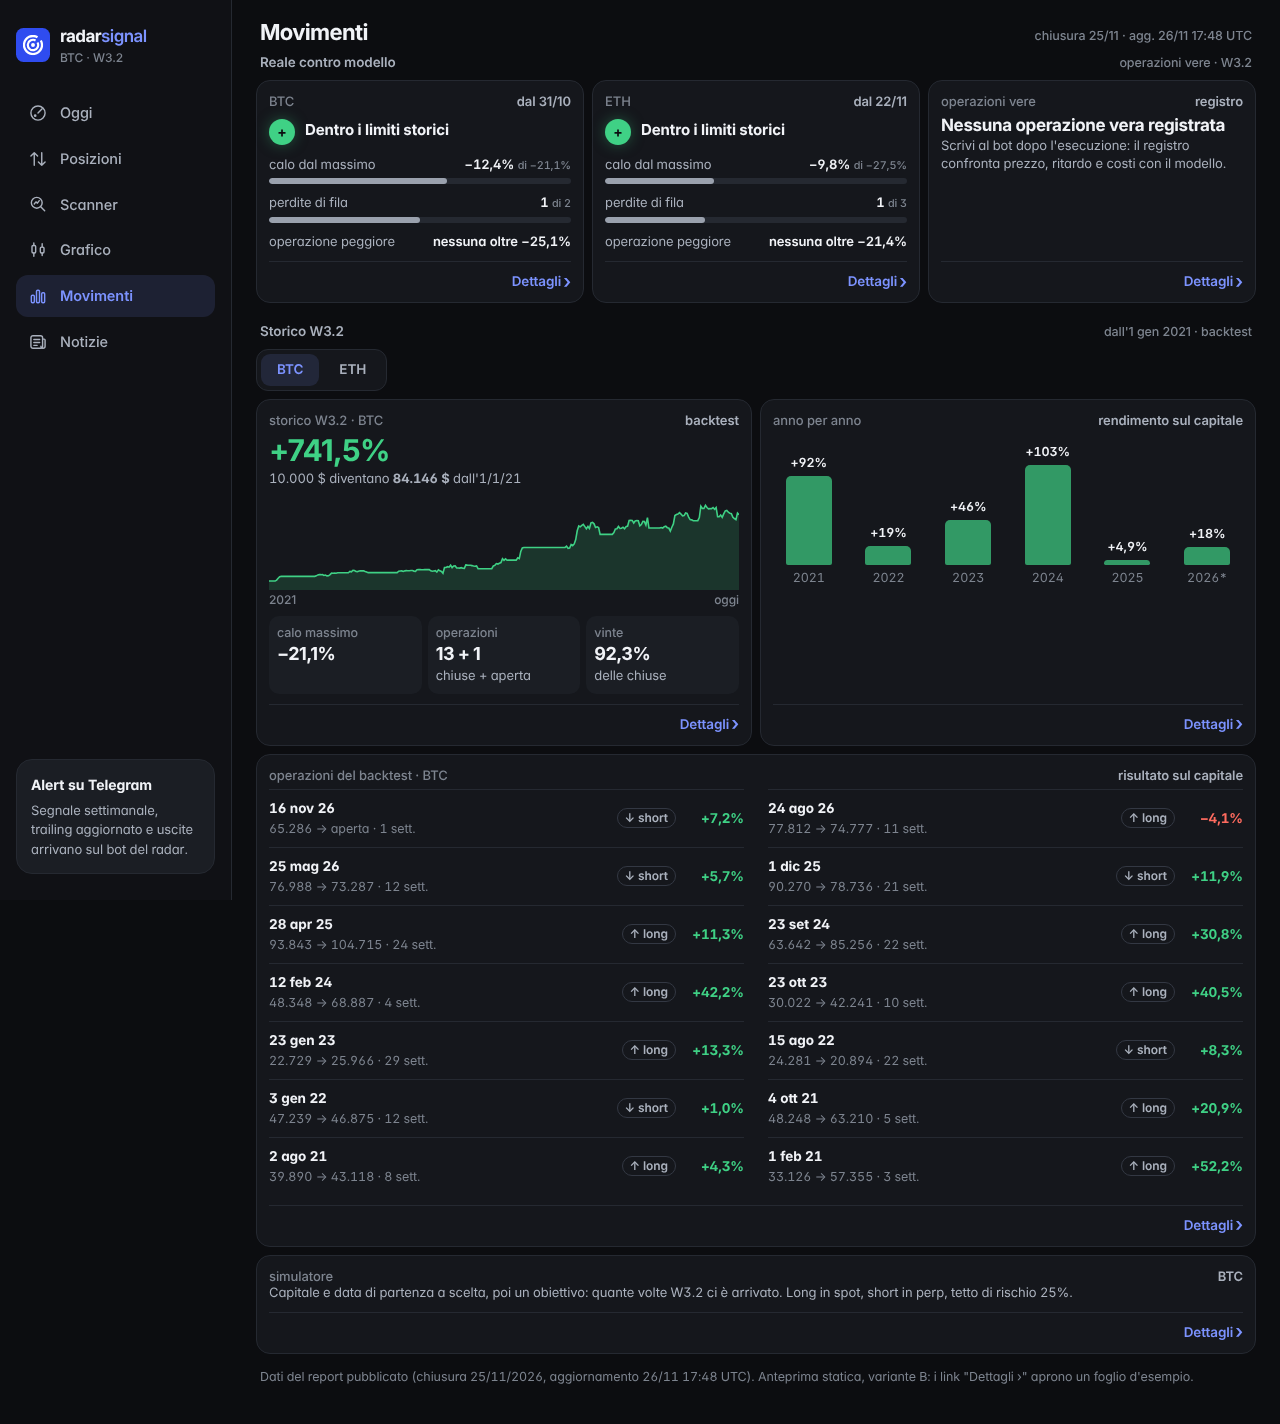 radarsignal
BTC · W3.2
Oggi
Posizioni
Scanner
Grafico
Movimenti
Notizie
Alert su Telegram
Segnale settimanale,
trailing aggiornato e uscite
arrivano sul bot del radar.
Movimenti
chiusura 25/11 · agg. 26/11 17:48 UTC
Reale contro modello
operazioni vere · W3.2
BTC dal 31/10
+ Dentro i limiti storici
calo dal massimo −12,4% di −21,1%
perdite di fila 1 di 2
operazione peggiore nessuna oltre −25,1%
Dettagli ›
ETH dal 22/11
+ Dentro i limiti storici
calo dal massimo −9,8% di −27,5%
perdite di fila 1 di 3
operazione peggiore nessuna oltre −21,4%
Dettagli ›
operazioni vere registro
Nessuna operazione vera registrata
Scrivi al bot dopo l'esecuzione: il registro
confronta prezzo, ritardo e costi con il modello.
Dettagli ›
Storico W3.2
dall'1 gen 2021 · backtest
BTC ETH
storico W3.2 · BTC backtest
+741,5%
10.000 $ diventano 84.146 $ dall'1/1/21
2021 oggi
calo massimo
−21,1%
operazioni
13 + 1
chiuse + aperta
vinte
92,3%
delle chiuse
Dettagli ›
anno per anno rendimento sul capitale
+92% +19% +46% +103% +4,9% +18%
2021 2022 2023 2024 2025 2026*
Dettagli ›
operazioni del backtest · BTC risultato sul capitale
16 nov 26
65.286 → aperta · 1 sett.
↓ short +7,2%
24 ago 26
77.812 → 74.777 · 11 sett.
↑ long −4,1%
25 mag 26
76.988 → 73.287 · 12 sett.
↓ short +5,7%
1 dic 25
90.270 → 78.736 · 21 sett.
↓ short +11,9%
28 apr 25
93.843 → 104.715 · 24 sett.
↑ long +11,3%
23 set 24
63.642 → 85.256 · 22 sett.
↑ long +30,8%
12 feb 24
48.348 → 68.887 · 4 sett.
↑ long +42,2%
23 ott 23
30.022 → 42.241 · 10 sett.
↑ long +40,5%
23 gen 23
22.729 → 25.966 · 29 sett.
↑ long +13,3%
15 ago 22
24.281 → 20.894 · 22 sett.
↓ short +8,3%
3 gen 22
47.239 → 46.875 · 12 sett.
↓ short +1,0%
4 ott 21
48.248 → 63.210 · 5 sett.
↑ long +20,9%
2 ago 21
39.890 → 43.118 · 8 sett.
↑ long +4,3%
1 feb 21
33.126 → 57.355 · 3 sett.
↑ long +52,2%
Dettagli ›
simulatore BTC
Capitale e data di partenza a scelta, poi un obiettivo: quante volte W3.2 ci è arrivato. Long in spot, short in perp, tetto di rischio 25%.
Dettagli ›
Dati del report pubblicato (chiusura 25/11/2026, aggiornamento 26/11 17:48 UTC). Anteprima statica, variante B: i link "Dettagli ›" aprono un foglio d'esempio.